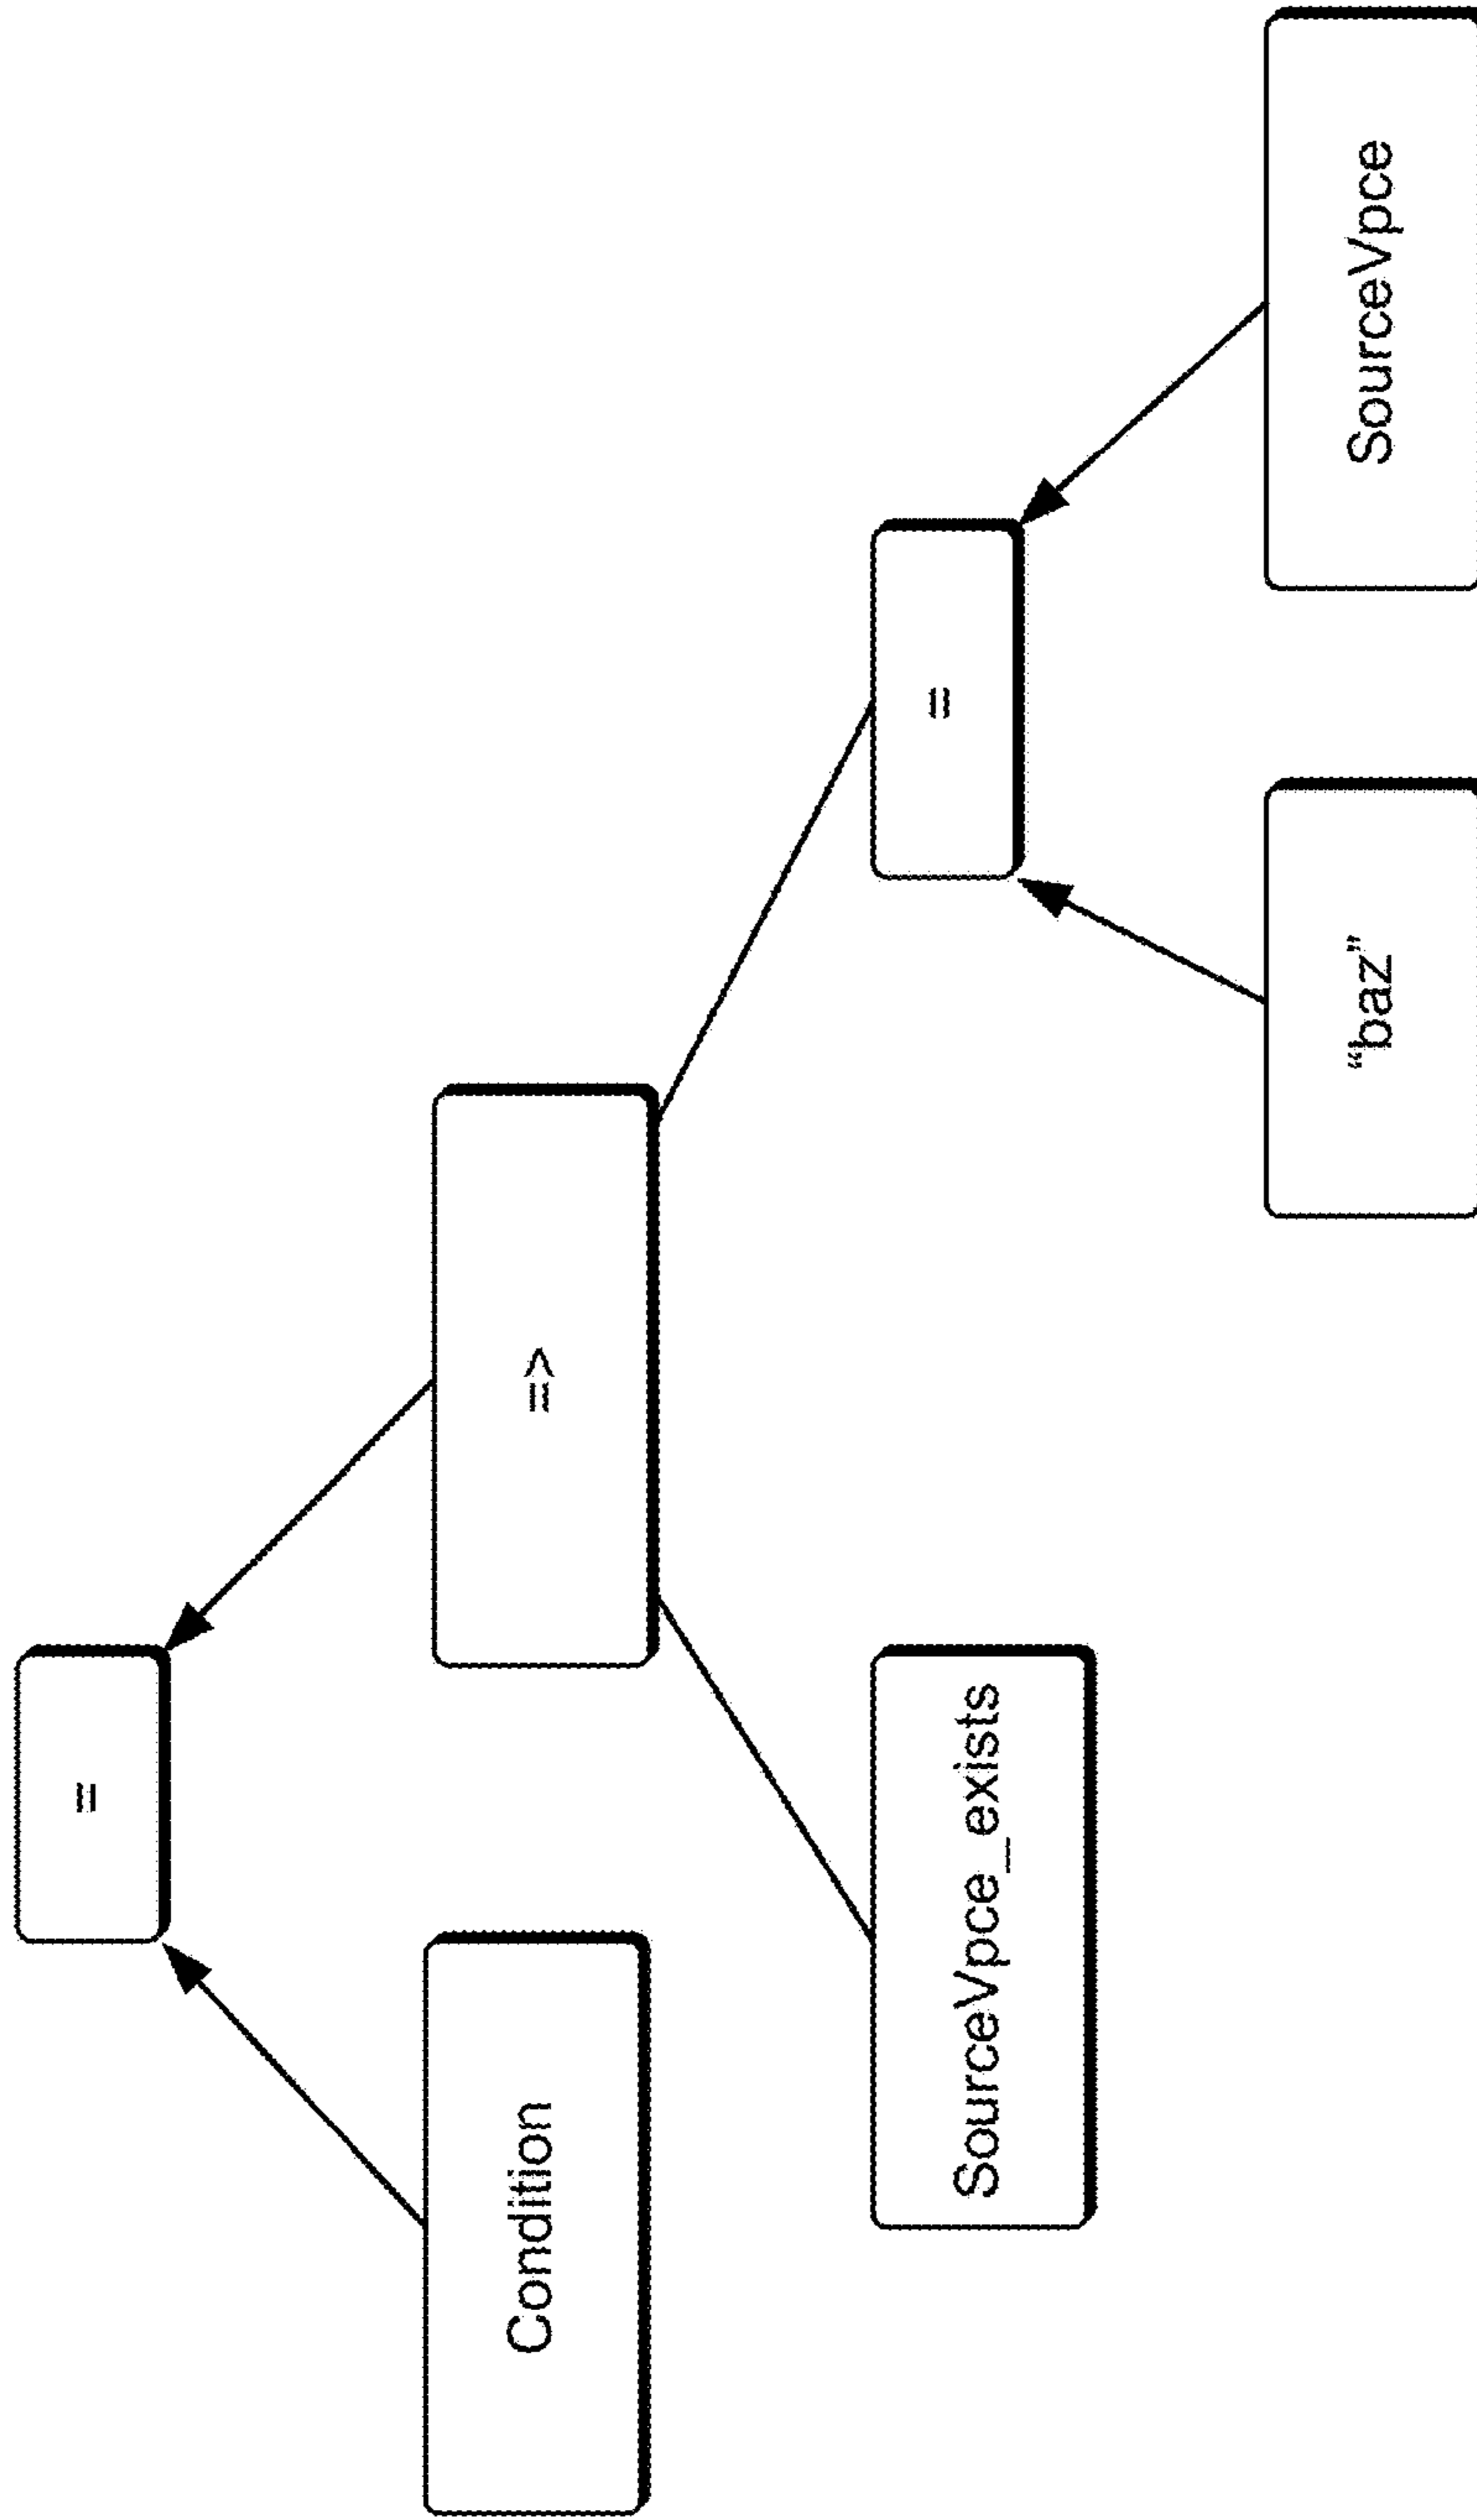 =
Condition
=>
SourceVpce_exists
=
“baz”
SourceVpce